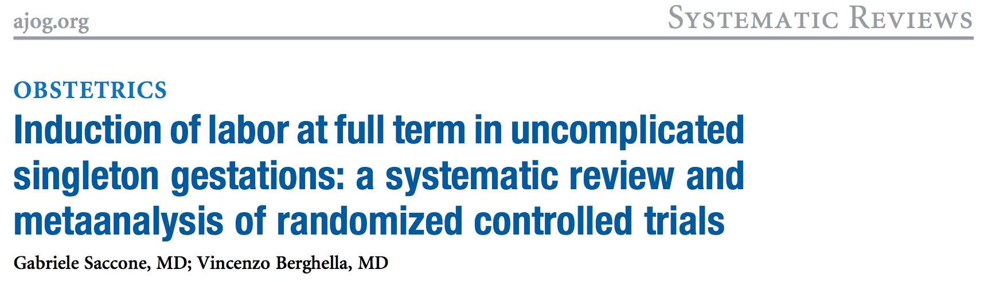 ajog.org
Systematic Reviews
OBSTETRICS
Induction of labor at full term in uncomplicated
singleton gestations: a systematic review and
metaanalysis of randomized controlled trials
Gabriele Saccone, MD; Vincenzo Berghella, MD